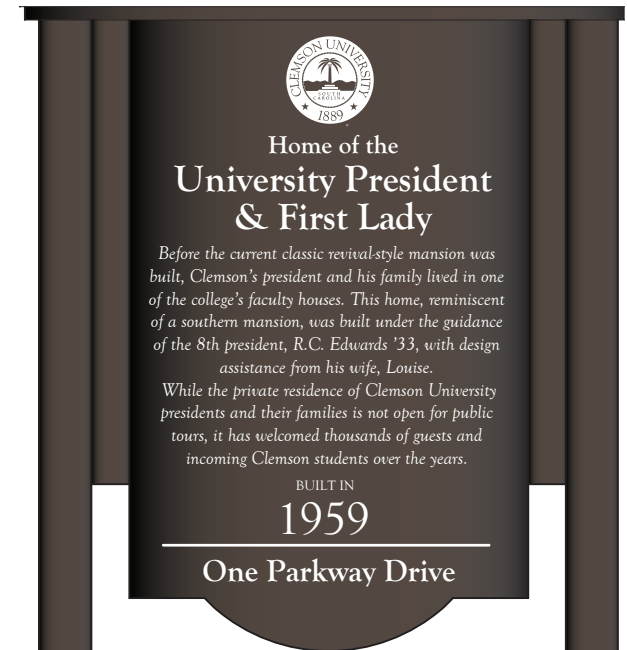 CLEMSON UNIVERSITY
SOUTH
CAROLINA
1889
Home of the
University President
& First Lady
Before the current classic revival-style mansion was
built, Clemson's president and his family lived in one
of the college's faculty houses. This home, reminiscent
of a southern mansion, was built under the guidance
of the 8th president, R.C. Edwards '33, with design
assistance from his wife, Louise.
While the private residence of Clemson University
presidents and their families is not open for public
tours, it has welcomed thousands of guests and
incoming Clemson students over the years.
BUILT IN
1959
One Parkway Drive